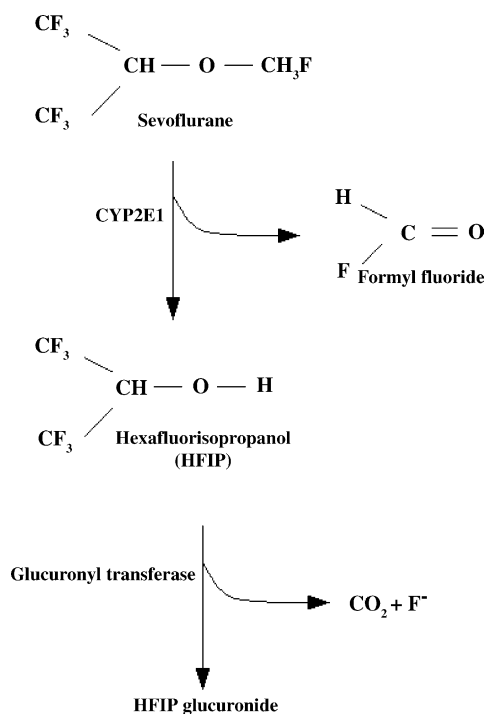 CF₃
CH — O — CH₃F
CF₃
Sevoflurane
CYP2E1
H
C = O
F
Formyl fluoride
CF₃
CH — O — H
CF₃
Hexafluorisopropanol
(HFIP)
Glucuronyl transferase
CO₂ + F⁻
HFIP glucuronide